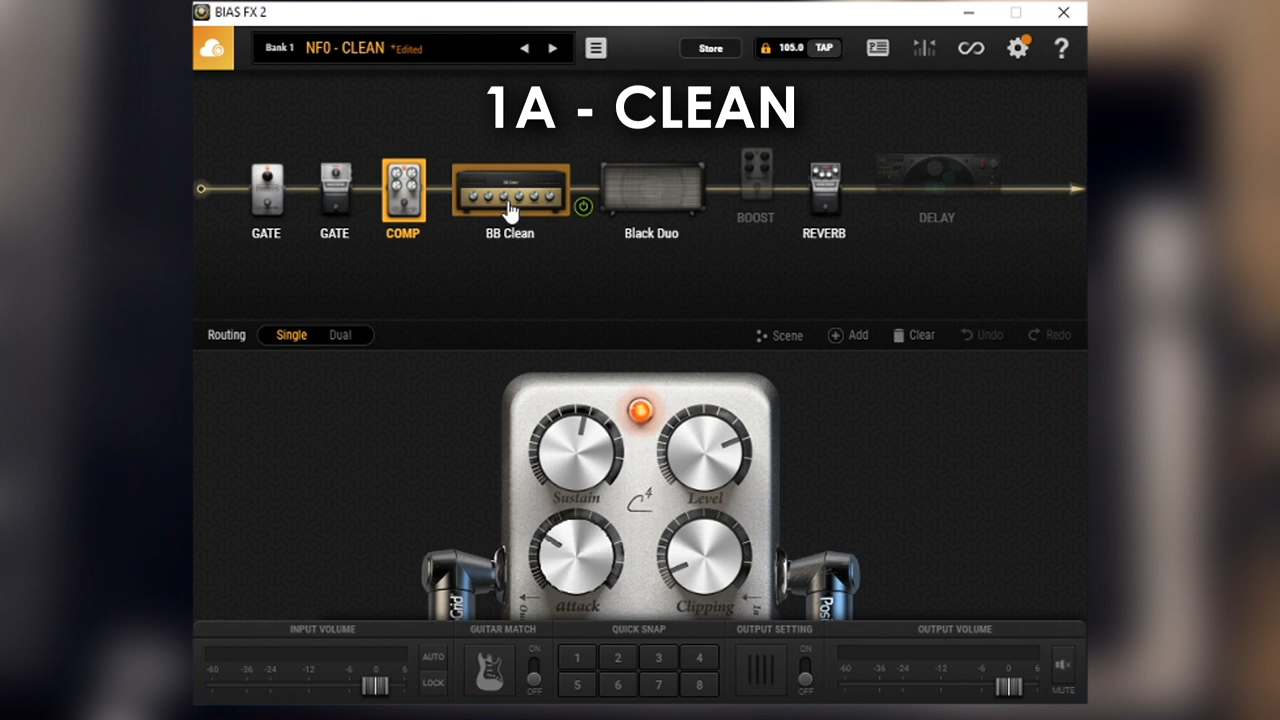 BIAS FX 2
Bank 1 NF0 - CLEAN *Edited
Store
105.0 TAP
?
1A - CLEAN
GATE
GATE
COMP
BB Clean
Black Duo
BOOST
REVERB
DELAY
Routing
Single
Dual
Scene
Add
Clear
Undo
Redo
Sustain
Level
C4
Attack
Clipping
INPUT VOLUME
GUITAR MATCH
QUICK SNAP
OUTPUT SETTING
OUTPUT VOLUME
-60 -36 -24 -12 -6 0 6
AUTO
LOCK
ON
OFF
1 2 3 4
5 6 7 8
ON
OFF
-60 -36 -24 -12 -6 0 6
MUTE